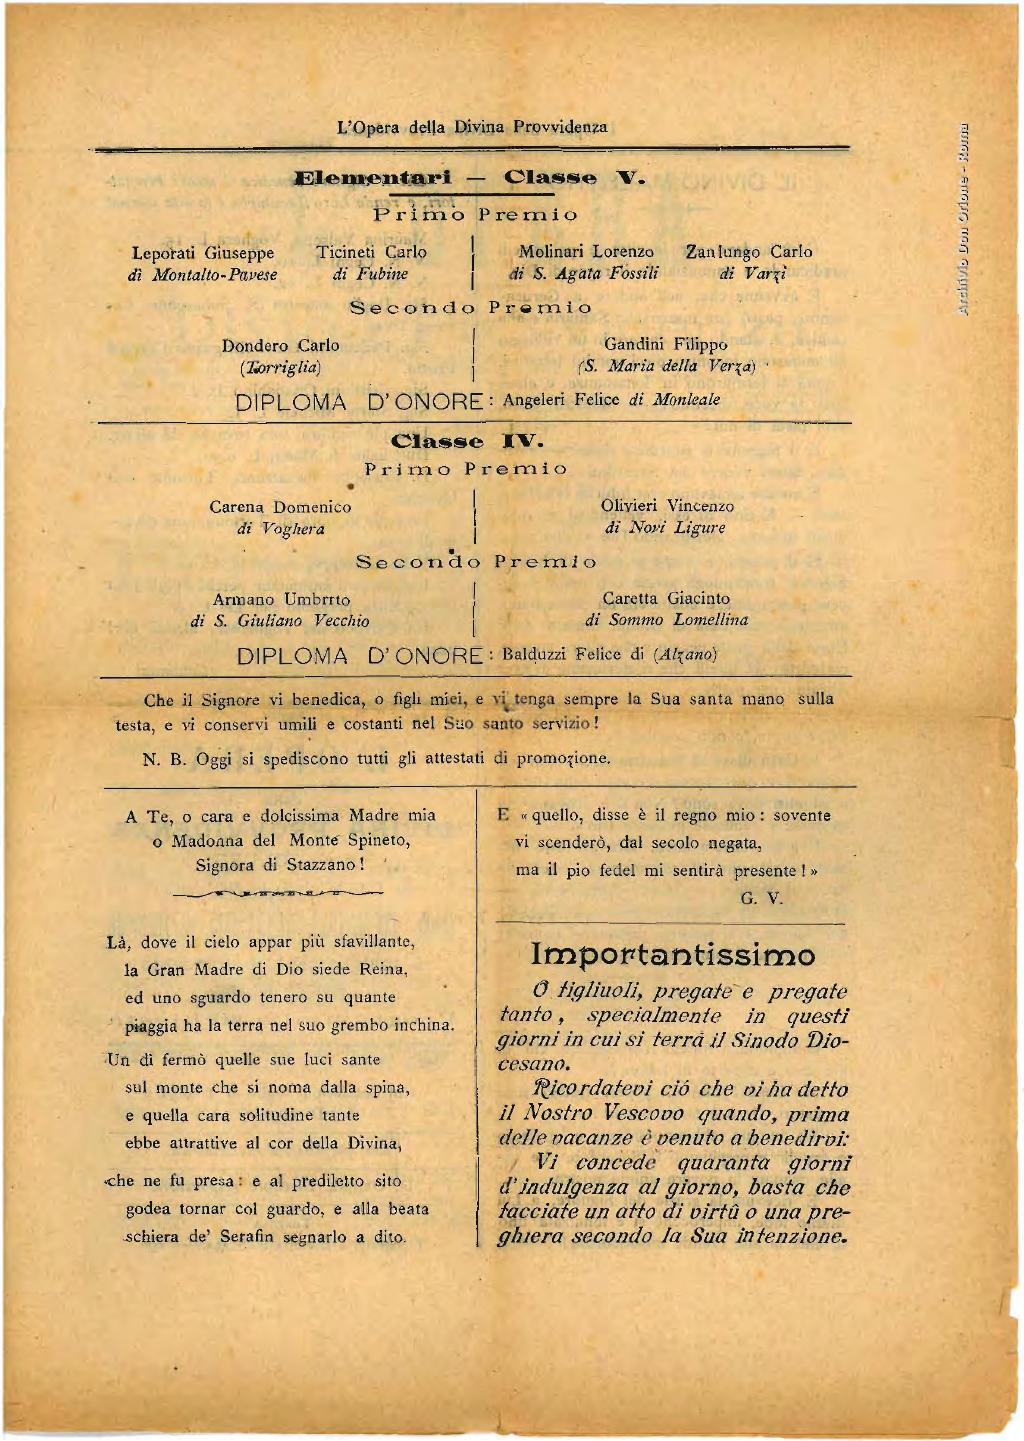 L'Opera della Divina Provvidenza
Elementari — Classe V.
Primo Premio
Leporati Giuseppe
di Montalto-Pavese
Ticineti Carlo
di Fubine
Molinari Lorenzo
di S. Agata Fossili
Zanlungo Carlo
di Varzi
Secondo Premio
Dondero Carlo
(Torriglia)
Gandini Filippo
(S. Maria della Verza)
DIPLOMA D'ONORE: Angeleri Felice di Monleale
Classe IV.
Primo Premio
Carena Domenico
di Voghera
Olivieri Vincenzo
di Novi Ligure
Secondo Premio
Armano Umbrrto
di S. Giuliano Vecchio
Caretta Giacinto
di Sommo Lomellina
DIPLOMA D'ONORE: Balduzzi Felice di (Alzano)
Che il Signore vi benedica, o figli miei, e vi tenga sempre la Sua santa mano sulla
testa, e vi conservi umili e costanti nel Suo santo servizio!
N. B. Oggi si spediscono tutti gli attestati di promozione.
A Te, o cara e dolcissima Madre mia
o Madonna del Monte Spineto,
Signora di Stazzano!
Là, dove il cielo appar più sfavillante,
la Gran Madre di Dio siede Reina,
ed uno sguardo tenero su quante
piaggia ha la terra nel suo grembo inchina.
Un dì fermò quelle sue luci sante
sul monte che si noma dalla spina,
e quella cara solitudine tante
ebbe attrattive al cor della Divina,
che ne fu presa: e al prediletto sito
godea tornar col guardo, e alla beata
schiera de' Serafin segnarlo a dito.
E « quello, disse è il regno mio: sovente
vi scenderò, dal secolo negata,
ma il pio fedel mi sentirà presente! »
G. V.
Importantissimo
O figliuoli, pregate e pregate
tanto, specialmente in questi
giorni in cui si terrà il Sinodo Dio-
cesano.
Ricordatevi ciò che vi ha detto
il Nostro Vescovo quando, prima
delle vacanze è venuto a benedirvi:
Vi concede quaranta giorni
d'indulgenza al giorno, basta che
facciate un atto di virtù o una pre-
ghiera secondo la Sua intenzione.
Archivio Don Orione - Roma